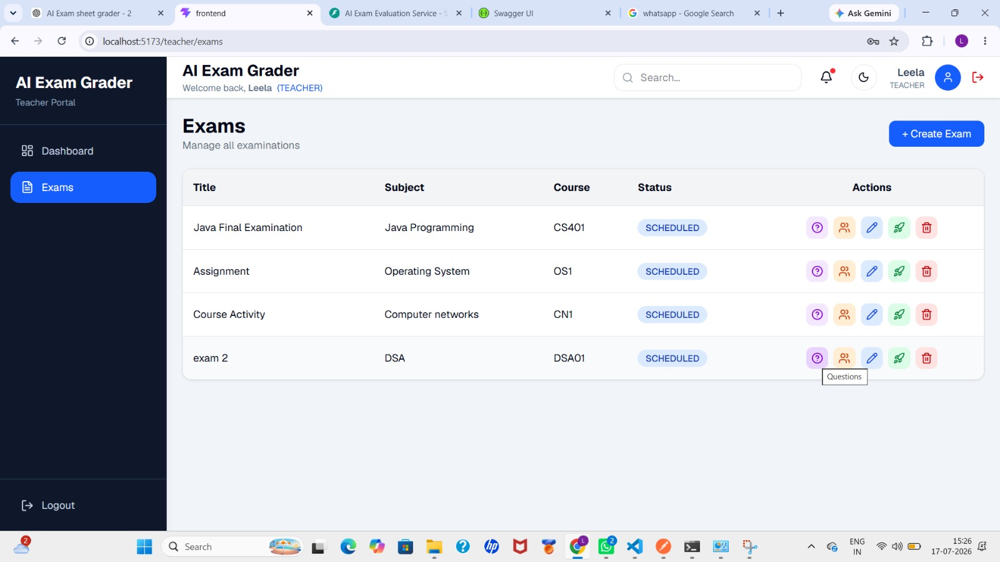 AI Exam sheet grader - 2
frontend
AI Exam Evaluation Service - S
Swagger UI
whatsapp - Google Search
Ask Gemini
localhost:5173/teacher/exams
L
AI Exam Grader
Teacher Portal
Dashboard
Exams
Logout
AI Exam Grader
Welcome back, Leela (TEACHER)
Search...
Leela
TEACHER
Exams
Manage all examinations
+ Create Exam
Title Subject Course Status Actions
Java Final Examination Java Programming CS401 SCHEDULED
Assignment Operating System OS1 SCHEDULED
Course Activity Computer networks CN1 SCHEDULED
exam 2 DSA DSA01 SCHEDULED
Questions
2
Search
hp
L
2
ENG
IN
15:26
17-07-2026